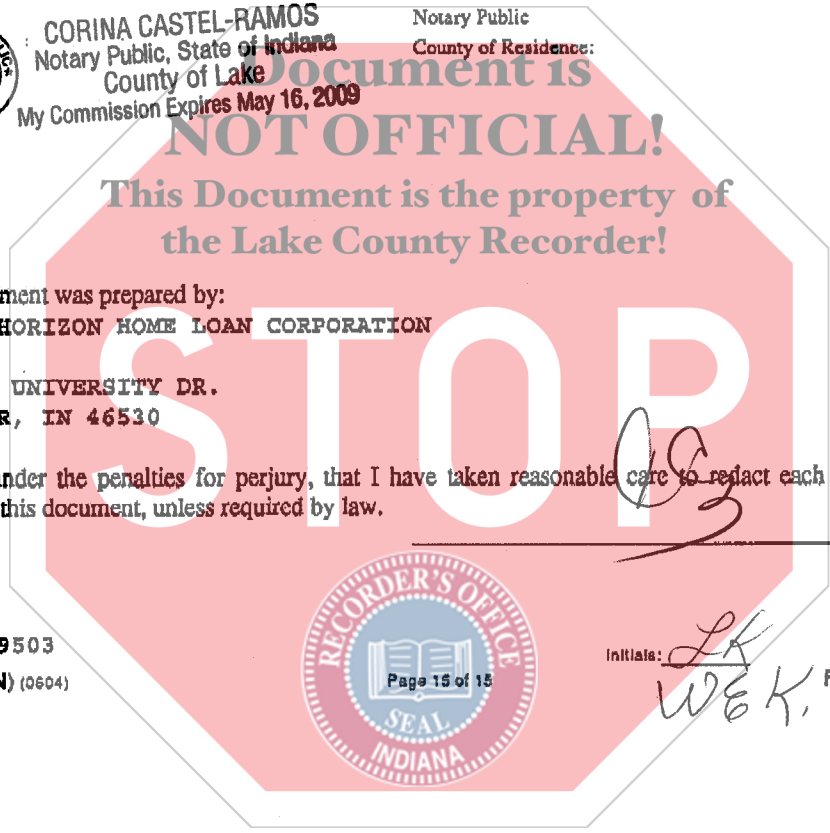 CORINA CASTEL-RAMOS
Notary Public, State of Indiana
County of Lake
My Commission Expires May 16, 2009
Notary Public
County of Residence:
Document is
NOT OFFICIAL!
This Document is the property of
the Lake County Recorder!
ment was prepared by:
HORIZON HOME LOAN CORPORATION
UNIVERSITY DR.
R, IN 46530
nder the penalties for perjury, that I have taken reasonable care to redact each
this document, unless required by law.
STOP
RECORDER'S OFFICE
SEAL
INDIANA
9503
N) (0604)
Page 15 of 15
Initials: LK
WEK.